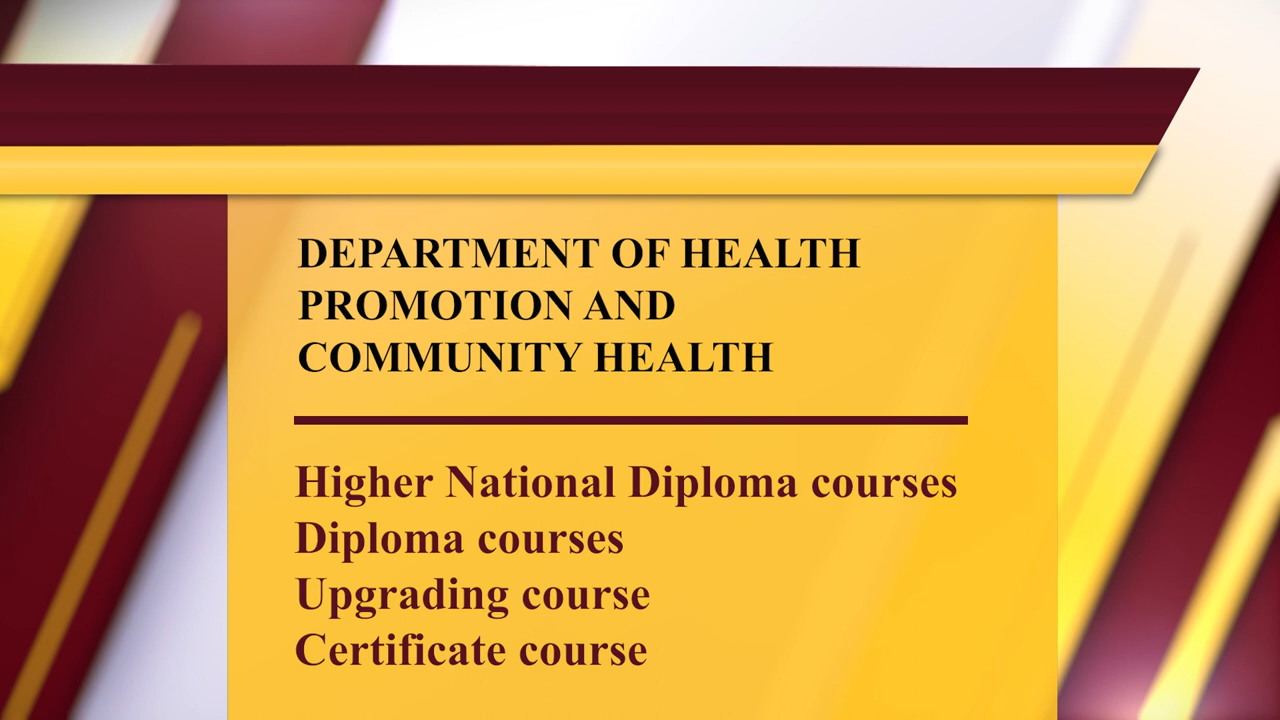 DEPARTMENT OF HEALTH
PROMOTION AND
COMMUNITY HEALTH
Higher National Diploma courses
Diploma courses
Upgrading course
Certificate course